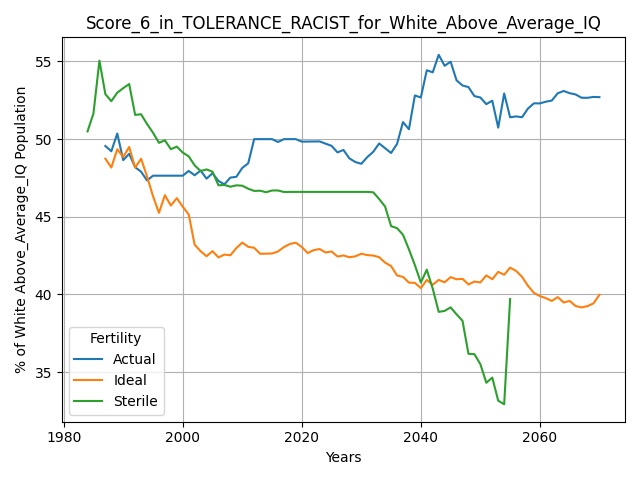 Score_6_in_TOLERANCE_RACIST_for_White_Above_Average_IQ
% of White Above_Average_IQ Population
55
50
45
40
35
Fertility
Actual
Ideal
Sterile
1980
2000
2020
2040
2060
Years